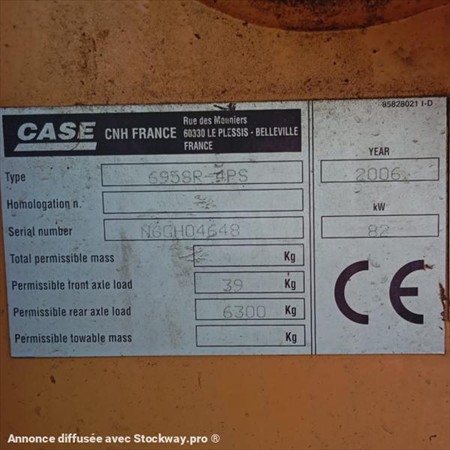 85828021 I-D
CASE CNH FRANCE
Rue des Mauniers
60330 LE PLESSIS - BELLEVILLE
FRANCE
YEAR
Type 695SR-4PS 2006
Homologation n.
kW
Serial number N6GH04648 82
Total permissible mass Kg
Permissible front axle load 39 Kg
Permissible rear axle load 6300 Kg
Permissible towable mass Kg
CE
Annonce diffusée avec Stockway.pro ®